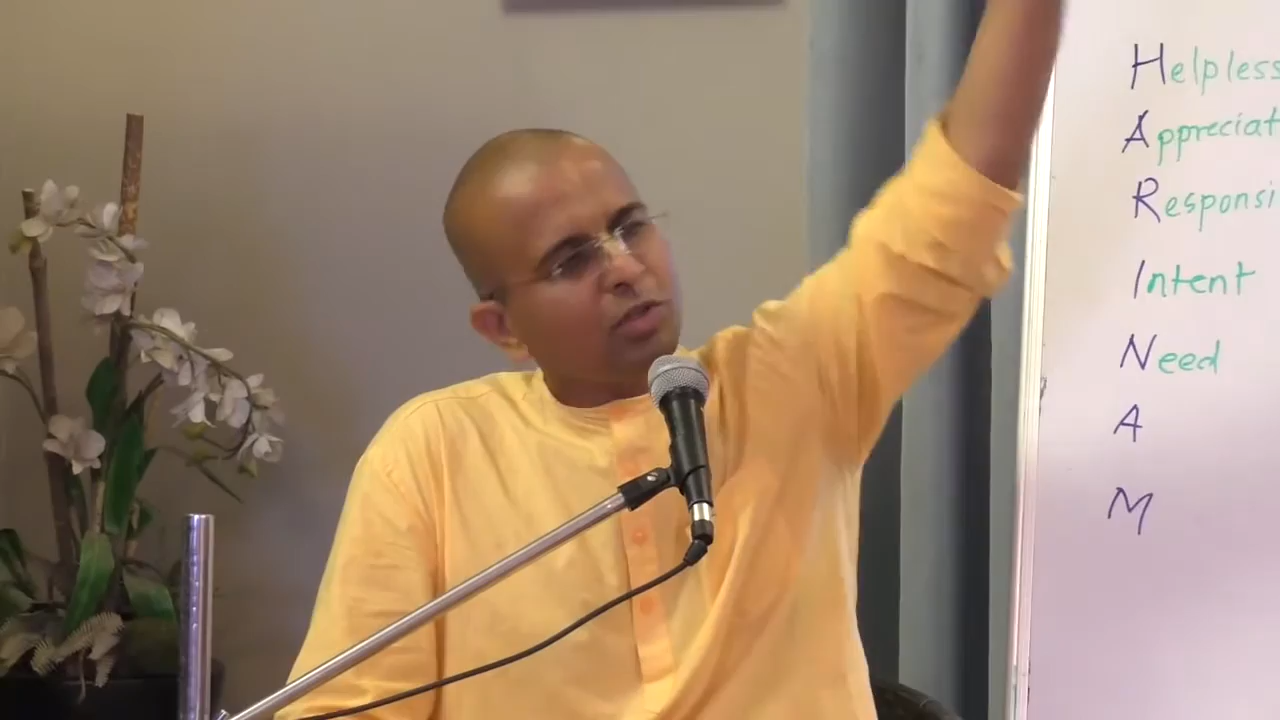 Helpless
Appreciat
Responsi
Intent
Need
A
M